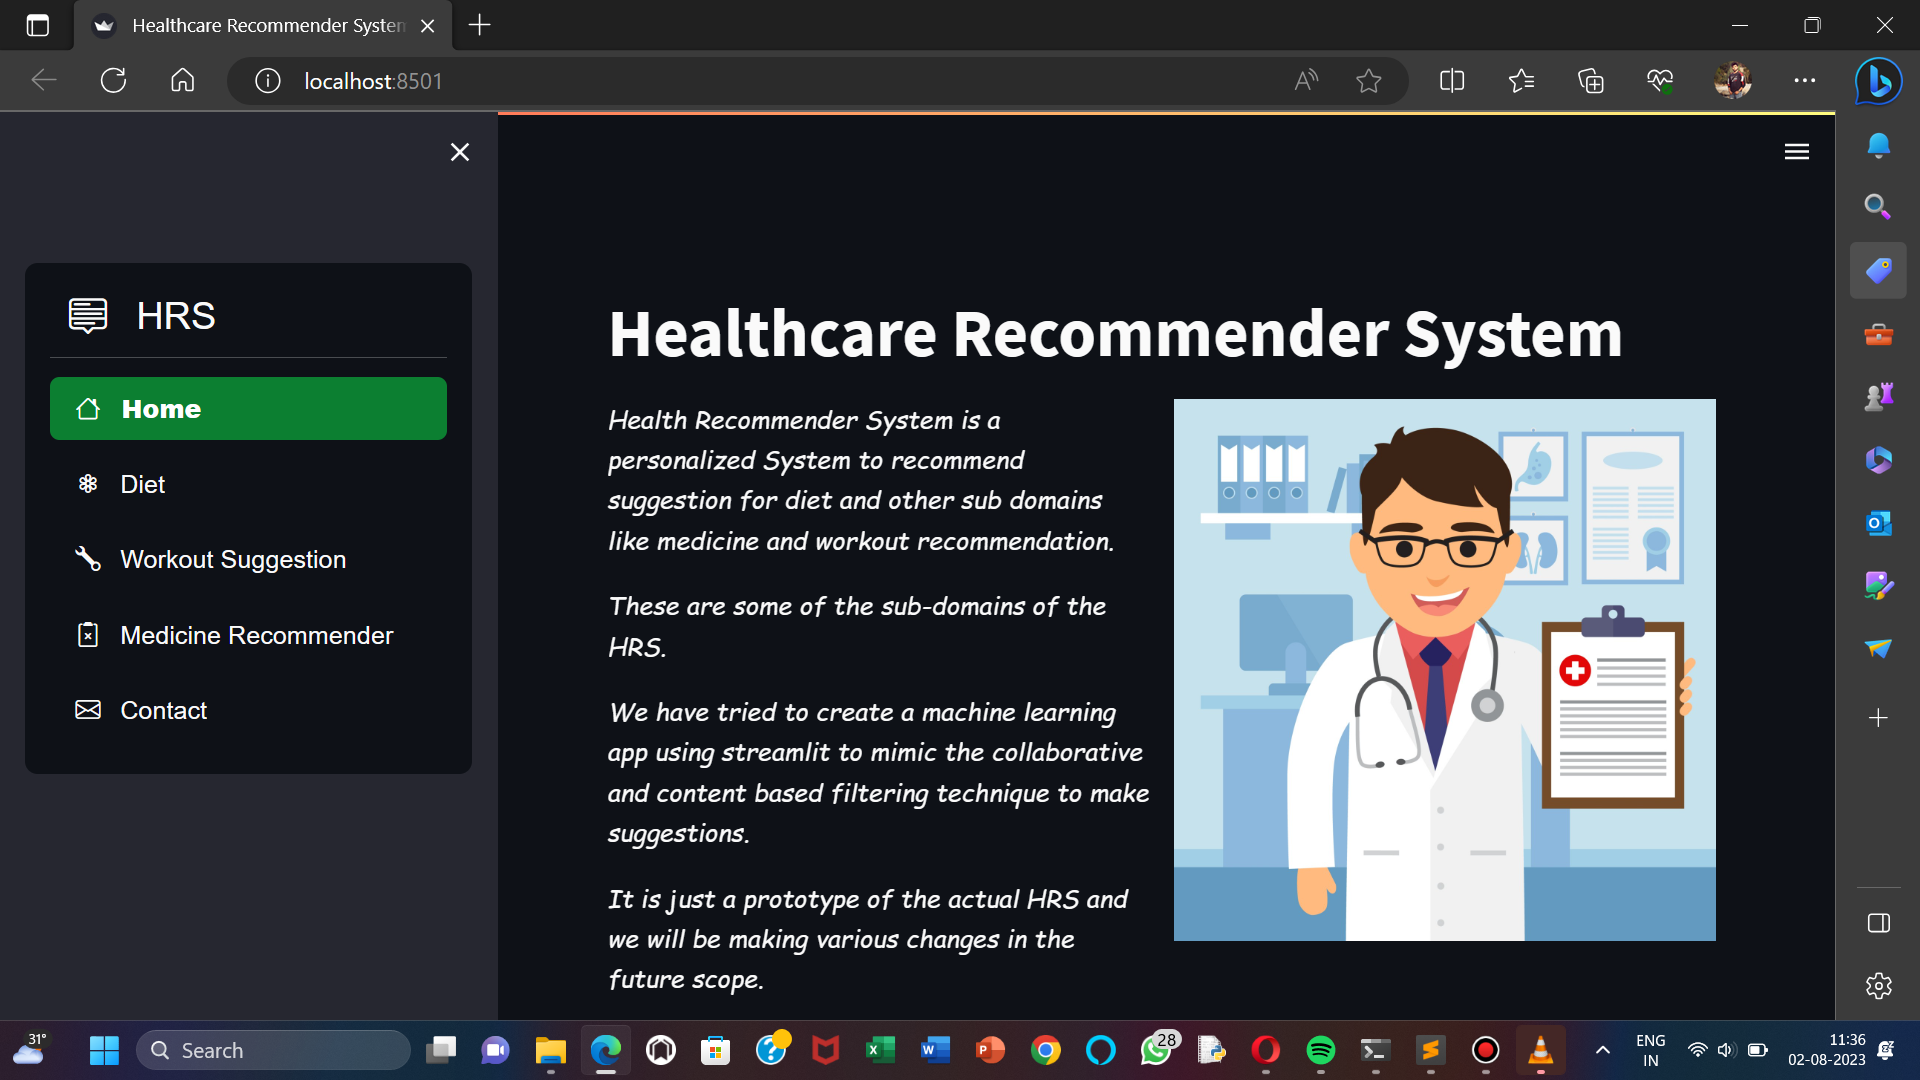 Healthcare Recommender System
localhost:8501
HRS
Home
Diet
Workout Suggestion
Medicine Recommender
Contact
Healthcare Recommender System
Health Recommender System is a
personalized System to recommend
suggestion for diet and other sub domains
like medicine and workout recommendation.
These are some of the sub-domains of the
HRS.
We have tried to create a machine learning
app using streamlit to mimic the collaborative
and content based filtering technique to make
suggestions.
It is just a prototype of the actual HRS and
we will be making various changes in the
future scope.
31°
Search
28
ENG
IN
11:36
02-08-2023